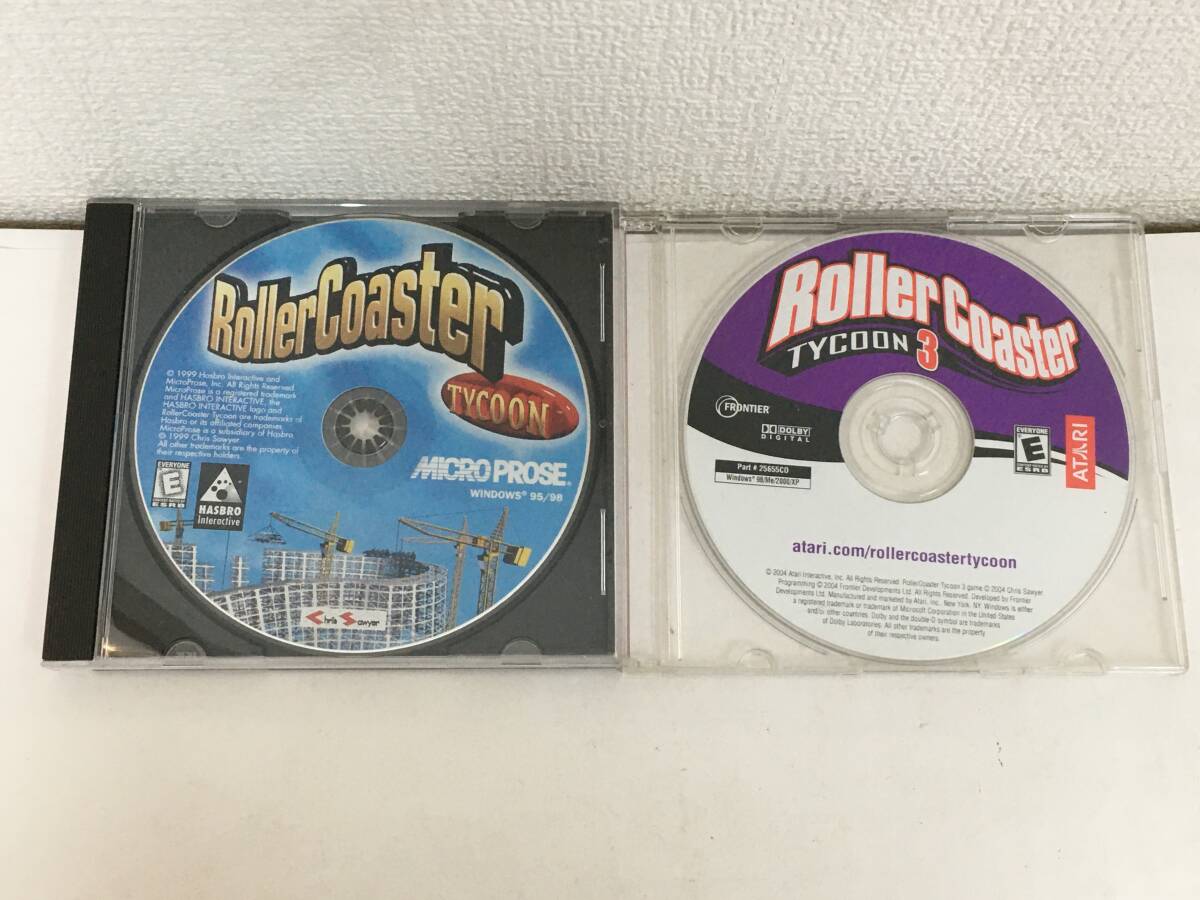 RollerCoaster
TYCOON
© 1999 Hasbro Interactive and
MicroProse, Inc. All Rights Reserved.
MicroProse is a registered trademark
and HASBRO INTERACTIVE, the
HASBRO INTERACTIVE logo and
RollerCoaster Tycoon are trademarks of
Hasbro or its affiliated companies.
MicroProse is a subsidiary of Hasbro.
© 1999 Chris Sawyer
All other trademarks are the property of
their respective holders.
MICROPROSE®
WINDOWS® 95/98
EVERYONE
E
CONTENT RATED BY
ESRB
HASBRO
Interactive
Chris Sawyer
RollerCoaster
TYCOON 3
FRONTIER
DOLBY
DIGITAL
Part # 25655CD
Windows® 98/Me/2000/XP
EVERYONE
E
CONTENT RATED BY
ESRB
ATARI
atari.com/rollercoastertycoon
© 2004 Atari Interactive, Inc. All Rights Reserved. RollerCoaster Tycoon 3 game © 2004 Chris Sawyer.
Programming © 2004 Frontier Developments Ltd. All Rights Reserved. Developed by Frontier
Developments Ltd. Manufactured and marketed by Atari, Inc., New York, NY. Windows is either
a registered trademark or trademark of Microsoft Corporation in the United States
and/or other countries. Dolby and the double-D symbol are trademarks
of Dolby Laboratories. All other trademarks are the property
of their respective owners.